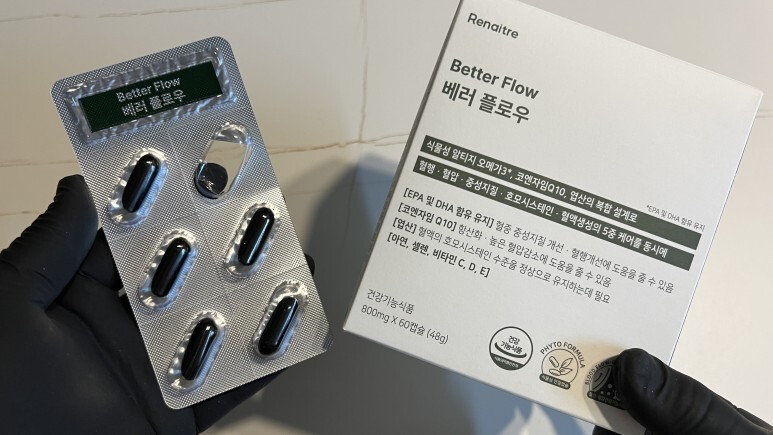 Better Flow
베러 플로우
Renaitre
Better Flow
베러 플로우
식물성 알티지 오메가3*, 코엔자임Q10, 엽산의 복합 설계로
*EPA 및 DHA 함유 유지
혈행 · 혈압 · 중성지질 · 호모시스테인 · 혈액생성의 5중 케어를 동시에
[EPA 및 DHA 함유 유지] 혈중 중성지질 개선 · 혈행개선에 도움을 줄 수 있음
[코엔자임 Q10] 항산화 · 높은 혈압감소에 도움을 줄 수 있음
[엽산] 혈액의 호모시스테인 수준을 정상으로 유지하는데 필요
[아연, 셀렌, 비타민 C, D, E]
건강기능식품
800mg X 60캡슐 (48g)
건강
기능식품
PHYTO FORMULA